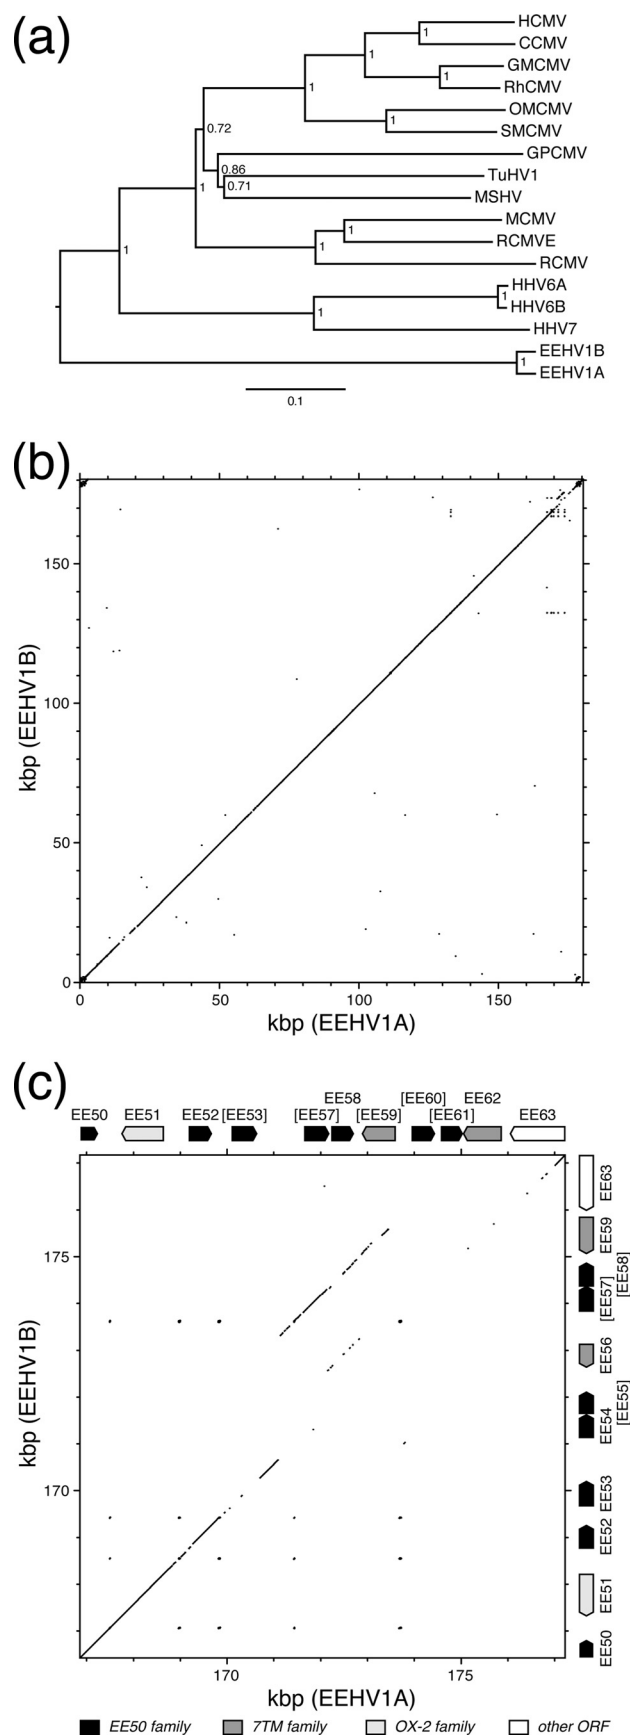 (a)
HCMV
CCMV
GMCMV
RhCMV
OMCMV
SMCMV
GPCMV
TuHV1
MSHV
MCMV
RCMVE
RCMV
HHV6A
HHV6B
HHV7
EEHV1B
EEHV1A
1
1
1
1
1
0.72
0.86
0.71
1
1
1
1
1
1
1
0.1
(b)
kbp (EEHV1B)
150
100
50
0
0 50 100 150
kbp (EEHV1A)
(c)
EE58 [EE60] EE62
EE50 EE51 EE52 [EE53] [EE57] [EE59] [EE61] EE63
kbp (EEHV1B)
175
170
EE63
EE59
[EE58]
[EE57]
EE56
[EE55]
EE54
EE53
EE52
EE51
EE50
170 175
kbp (EEHV1A)
EE50 family 7TM family OX-2 family other ORF